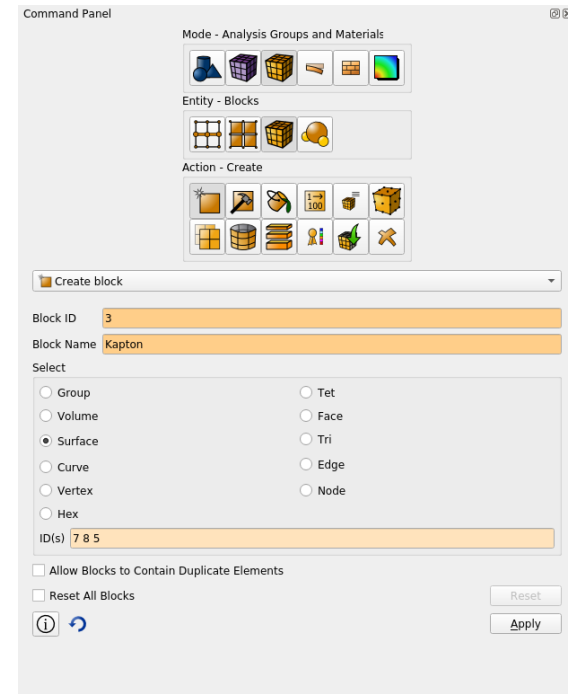 Command Panel
Mode - Analysis Groups and Materials
Entity - Blocks
Action - Create
1→
100
Create block
Block ID 3
Block Name Kapton
Select
Group Tet
Volume Face
Surface Tri
Curve Edge
Vertex Node
Hex
ID(s) 7 8 5
Allow Blocks to Contain Duplicate Elements
Reset All Blocks Reset
Apply